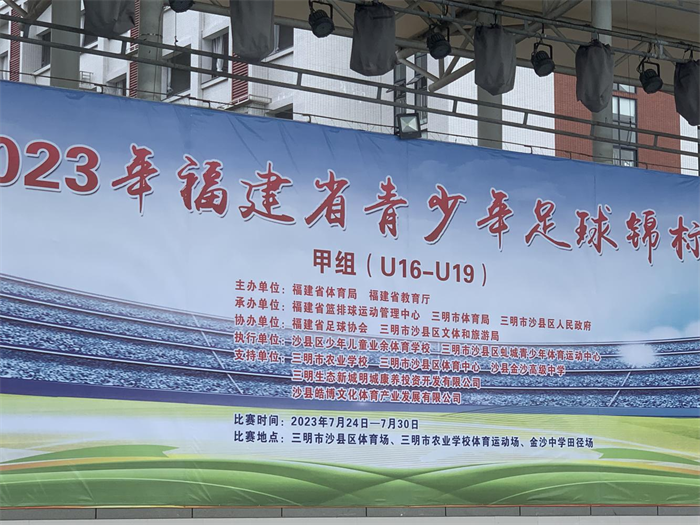 2023年福建省青少年足球锦标
甲组（U16-U19）
主办单位：福建省体育局 福建省教育厅
承办单位：福建省篮排球运动管理中心 三明市体育局 三明市沙县区人民政府
协办单位：福建省足球协会 三明市沙县区文体和旅游局
执行单位：沙县区少年儿童业余体育学校 三明市沙县区虬城青少年体育运动中心
支持单位：三明市农业学校 三明市沙县区体育中心 沙县金沙高级中学
三明生态新城明城康养投资开发有限公司
沙县皓博文化体育产业发展有限公司
比赛时间：2023年7月24日—7月30日
比赛地点：三明市沙县区体育场、三明市农业学校体育运动场、金沙中学田径场